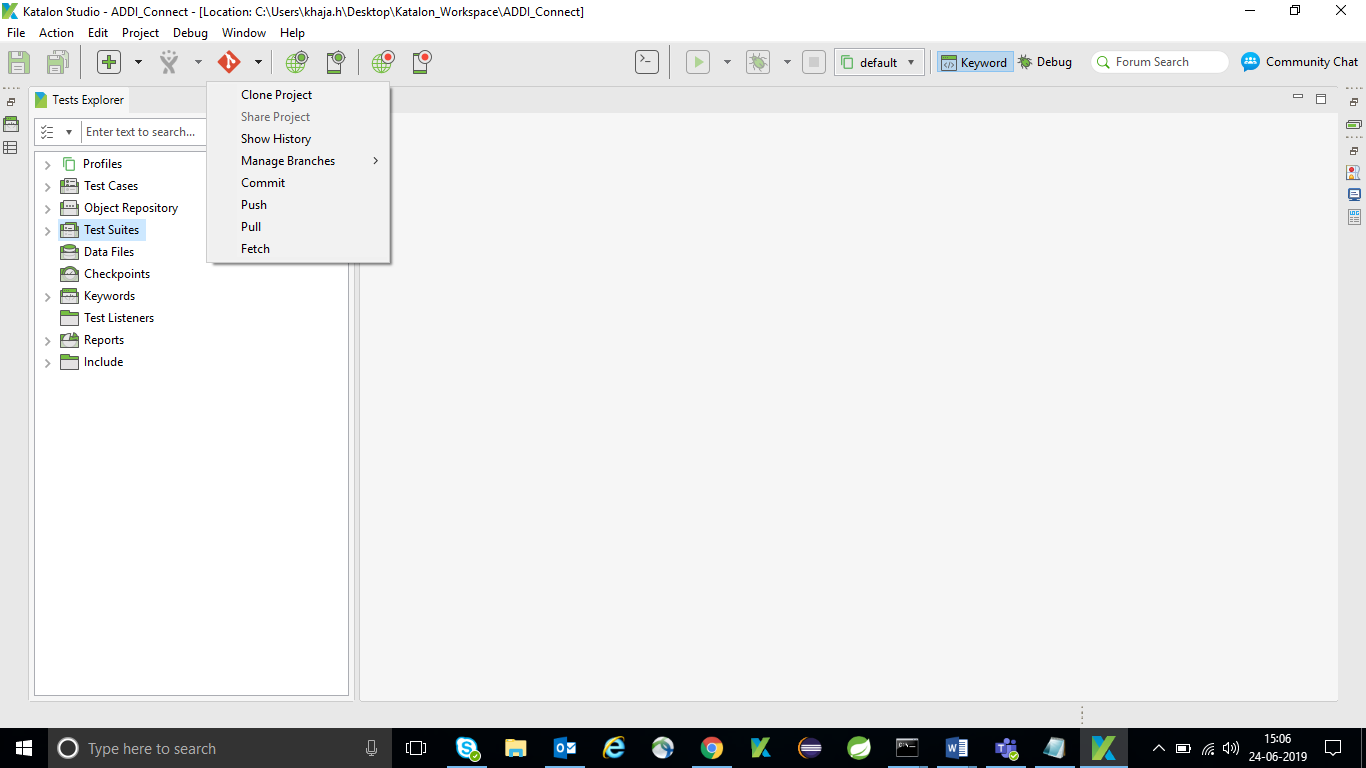 Katalon Studio - ADDI_Connect - [Location: C:\Users\khaja.h\Desktop\Katalon_Workspace\ADDI_Connect]
File Action Edit Project Debug Window Help
default Keyword Debug Forum Search Community Chat
Tests Explorer
Enter text to search...
Profiles
Test Cases
Object Repository
Test Suites
Data Files
Checkpoints
Keywords
Test Listeners
Reports
Include
Clone Project
Share Project
Show History
Manage Branches
Commit
Push
Pull
Fetch
Type here to search
15:06
24-06-2019